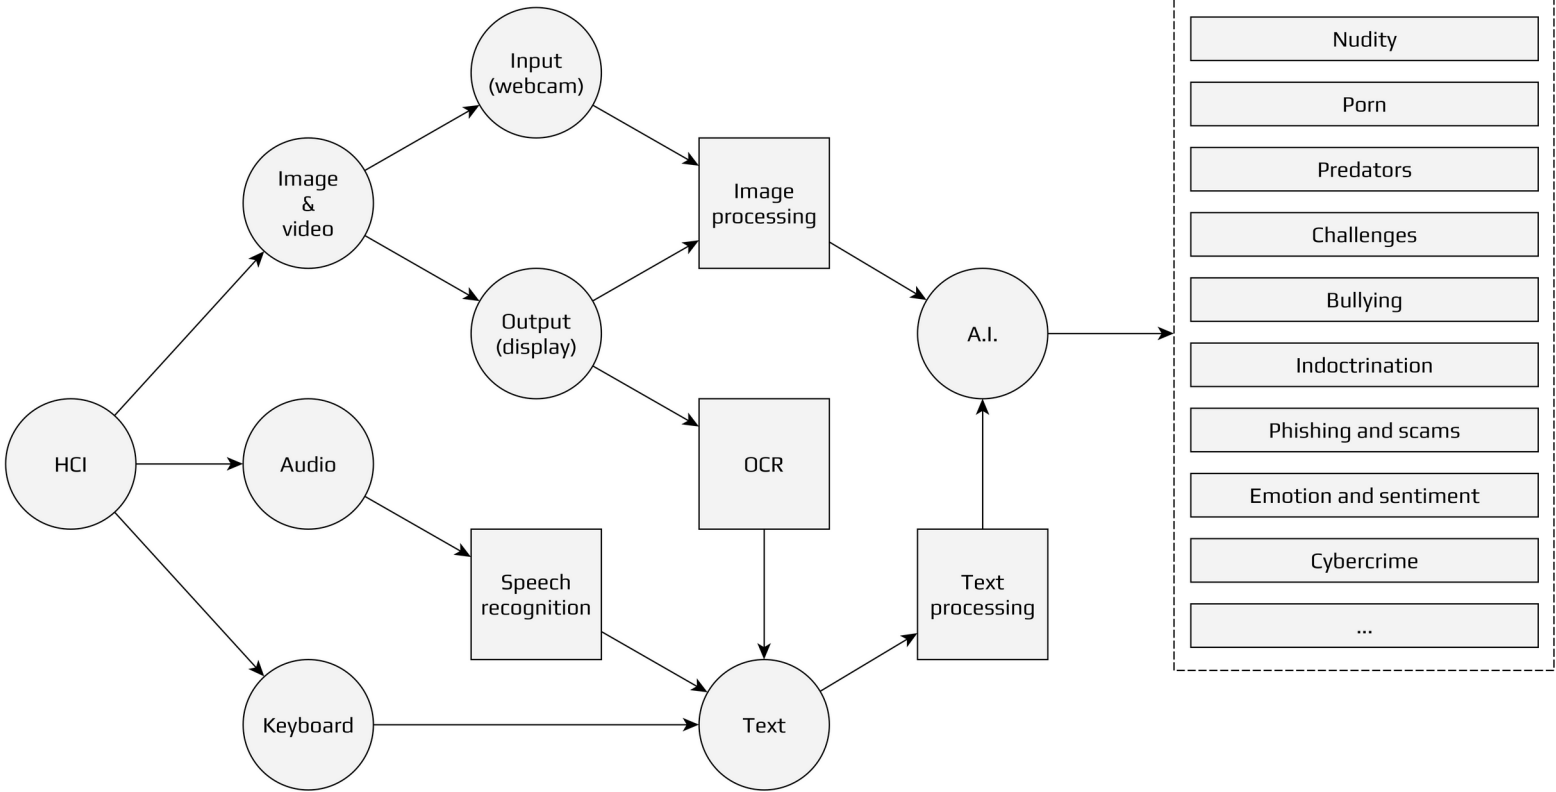 Input
(webcam)
Image
&
video
Image
processing
Output
(display)
A.I.
HCI
Audio
OCR
Speech
recognition
Text
processing
Keyboard
Text
Nudity
Porn
Predators
Challenges
Bullying
Indoctrination
Phishing and scams
Emotion and sentiment
Cybercrime
...